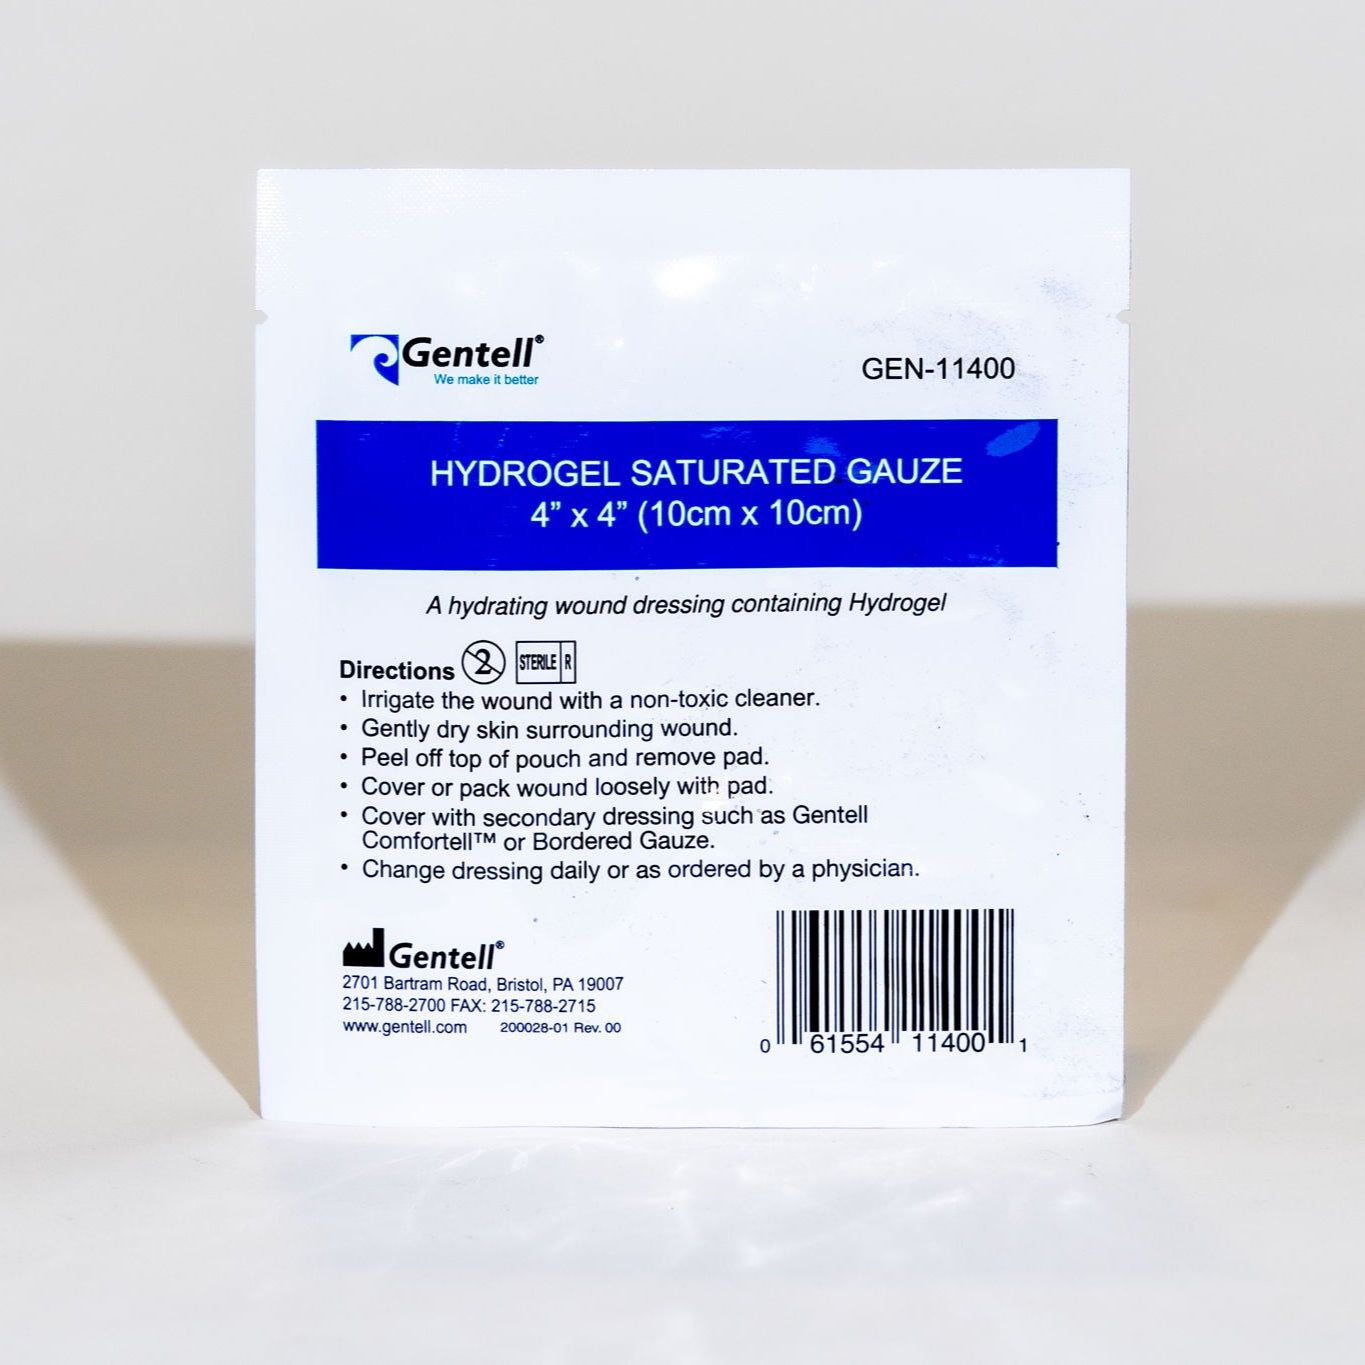 Gentell®
We make it better
GEN-11400
HYDROGEL SATURATED GAUZE
4” x 4” (10cm x 10cm)
A hydrating wound dressing containing Hydrogel
Directions 2 STERILE R
• Irrigate the wound with a non-toxic cleaner.
• Gently dry skin surrounding wound.
• Peel off top of pouch and remove pad.
• Cover or pack wound loosely with pad.
• Cover with secondary dressing such as Gentell
Comfortell™ or Bordered Gauze.
• Change dressing daily or as ordered by a physician.
Gentell®
2701 Bartram Road, Bristol, PA 19007
215-788-2700 FAX: 215-788-2715
www.gentell.com 200028-01 Rev. 00
0 61554 11400 1